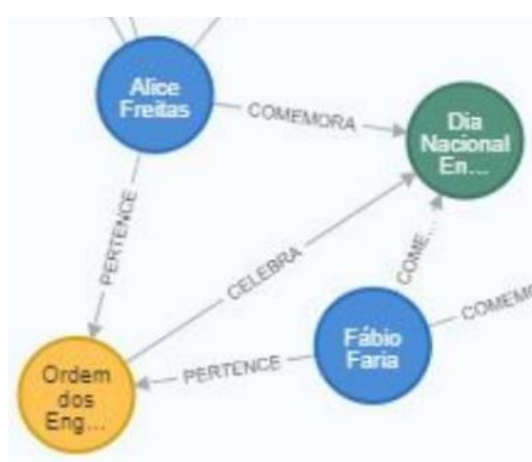 Alice
Freitas
COMEMORA
Dia
Nacional
En...
PERTENCE
CELEBRA
COME...
COMEMO
Fábio
Faria
PERTENCE
Ordem
dos
Eng...